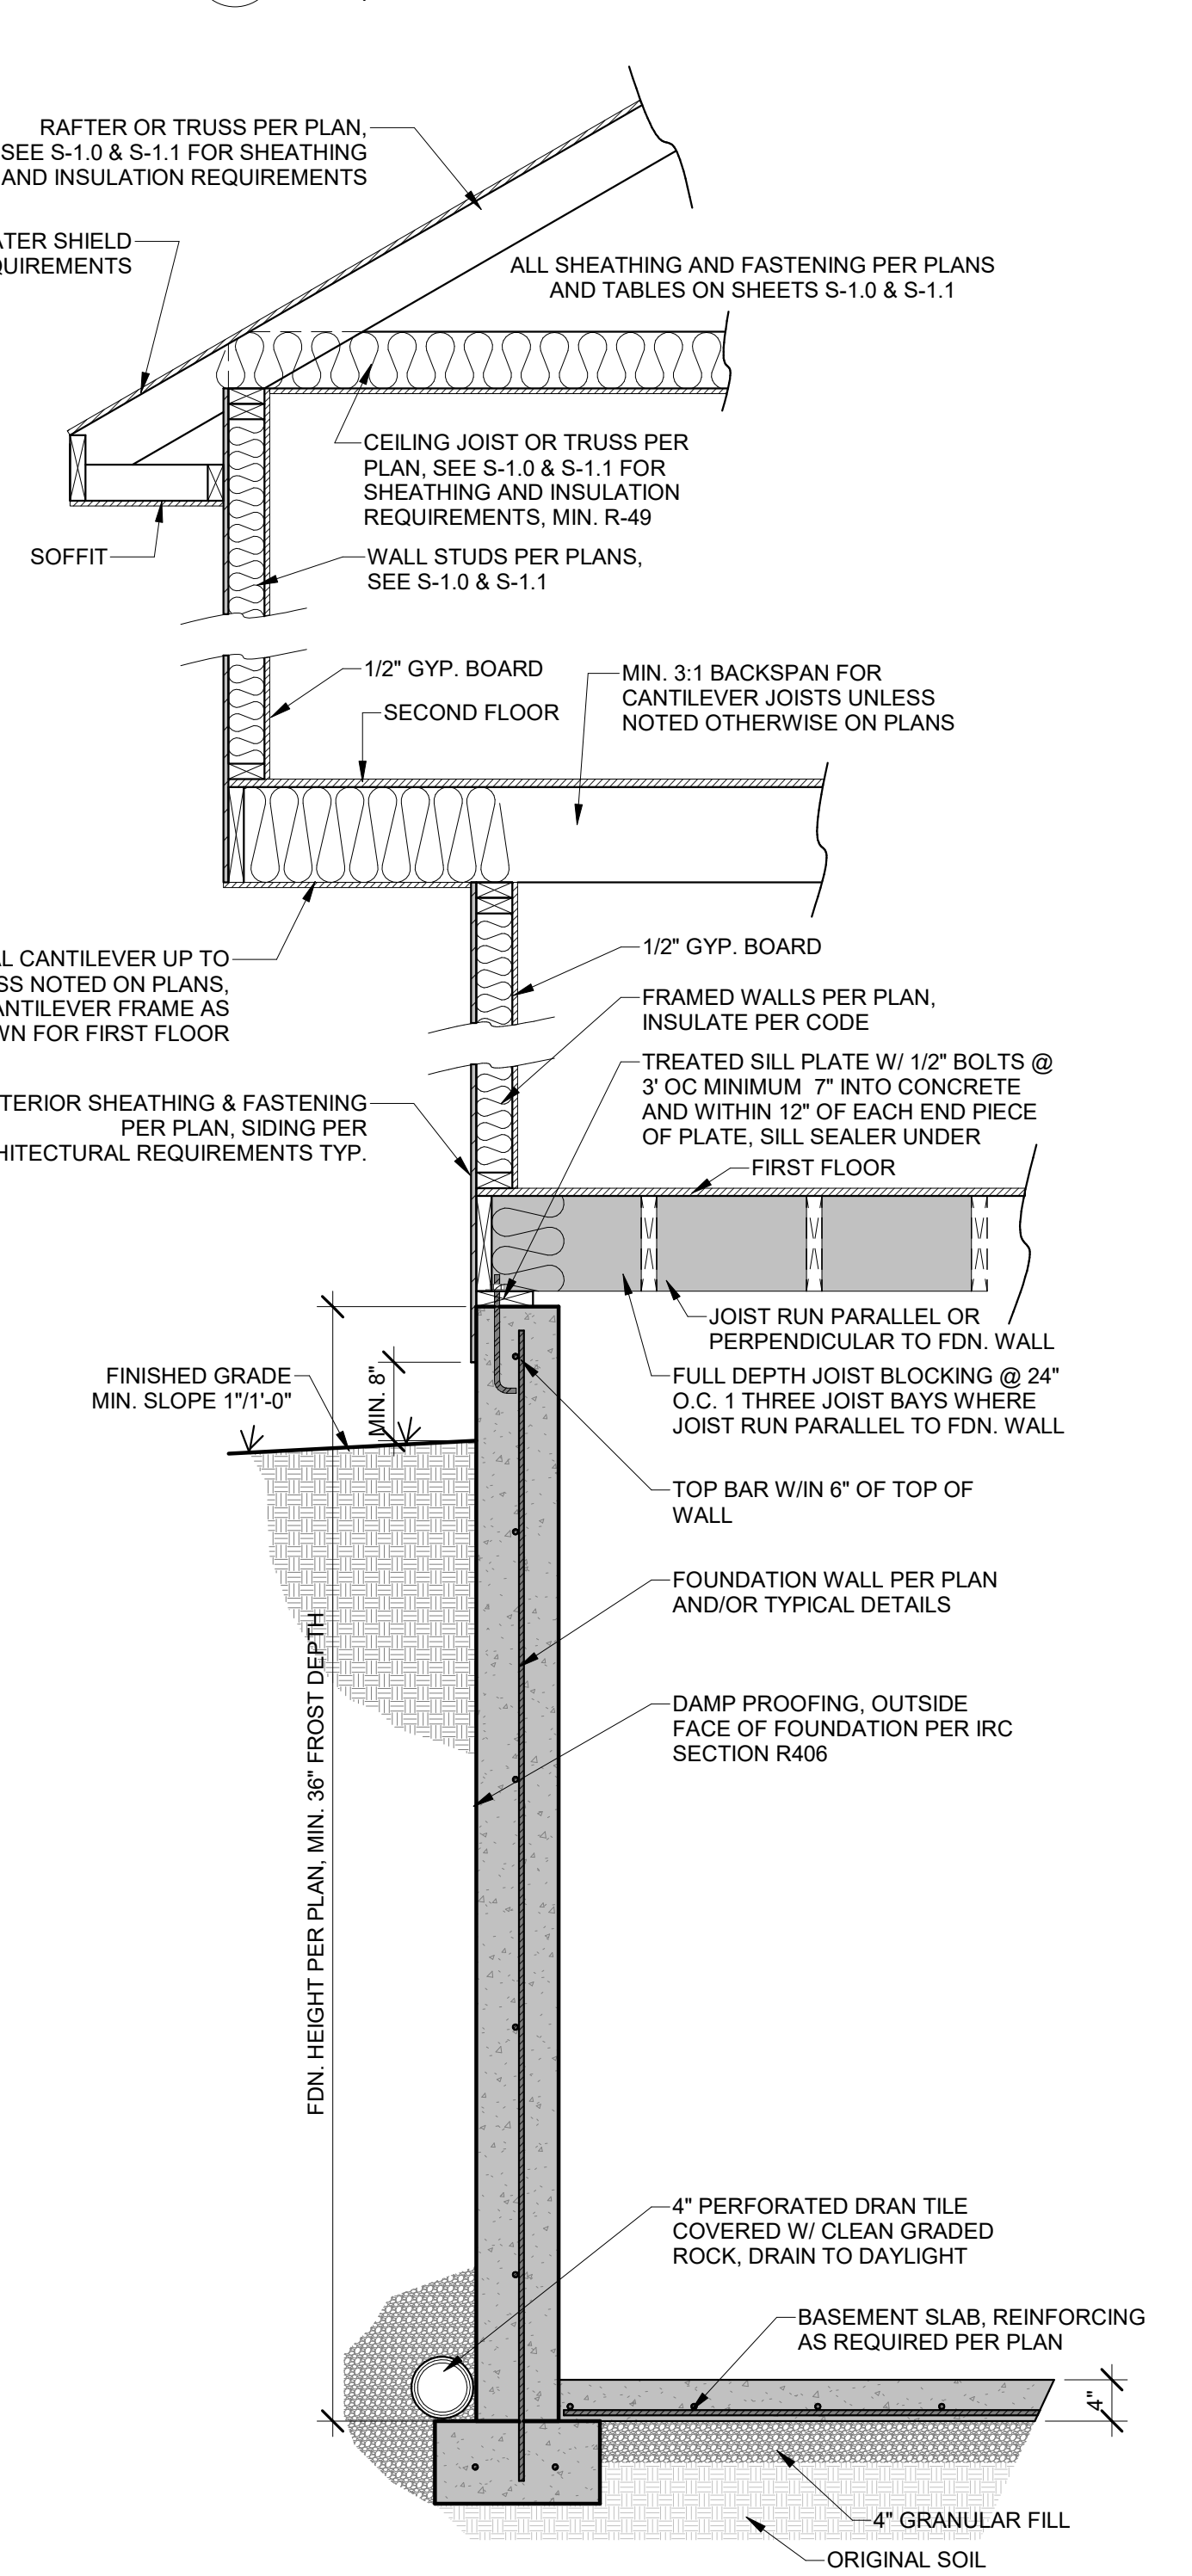 RAFTER OR TRUSS PER PLAN,
SEE S-1.0 & S-1.1 FOR SHEATHING
AND INSULATION REQUIREMENTS
SHIELD
ALL SHEATHING AND FASTENING PER PLANS
AND TABLES ON SHEETS S-1.0 & S-1.1
CEILING JOIST OR TRUSS PER
PLAN, SEE S-1.0 & S-1.1 FOR
SHEATHING AND INSULATION
REQUIREMENTS, MIN. R-49
SOFFIT
WALL STUDS PER PLANS,
SEE S-1.0 & S-1.1
1/2" GYP. BOARD
SECOND FLOOR
MIN. 3:1 BACKSPAN FOR
CANTILEVER JOISTS UNLESS
NOTED OTHERWISE ON PLANS
CANTILEVER UP TO
NOTED ON PLANS,
FRAME AS
FOR FIRST FLOOR
1/2" GYP. BOARD
FRAMED WALLS PER PLAN,
INSULATE PER CODE
TREATED SILL PLATE W/ 1/2" BOLTS @
3' OC MINIMUM 7" INTO CONCRETE
AND WITHIN 12" OF EACH END PIECE
OF PLATE, SILL SEALER UNDER
SHEATHING & FASTENING
PER PLAN, SIDING PER
REQUIREMENTS TYP.
FIRST FLOOR
JOIST RUN PARALLEL OR
PERPENDICULAR TO FDN. WALL
FINISHED GRADE
MIN. SLOPE 1"/1'-0"
MIN. 8"
FULL DEPTH JOIST BLOCKING @ 24"
O.C. 1 THREE JOIST BAYS WHERE
JOIST RUN PARALLEL TO FDN. WALL
TOP BAR W/IN 6" OF TOP OF
WALL
FOUNDATION WALL PER PLAN
AND/OR TYPICAL DETAILS
FDN. HEIGHT PER PLAN, MIN. 36" FROST DEPTH
DAMP PROOFING, OUTSIDE
FACE OF FOUNDATION PER IRC
SECTION R406
4" PERFORATED DRAN TILE
COVERED W/ CLEAN GRADED
ROCK, DRAIN TO DAYLIGHT
BASEMENT SLAB, REINFORCING
AS REQUIRED PER PLAN
4"
4" GRANULAR FILL
ORIGINAL SOIL